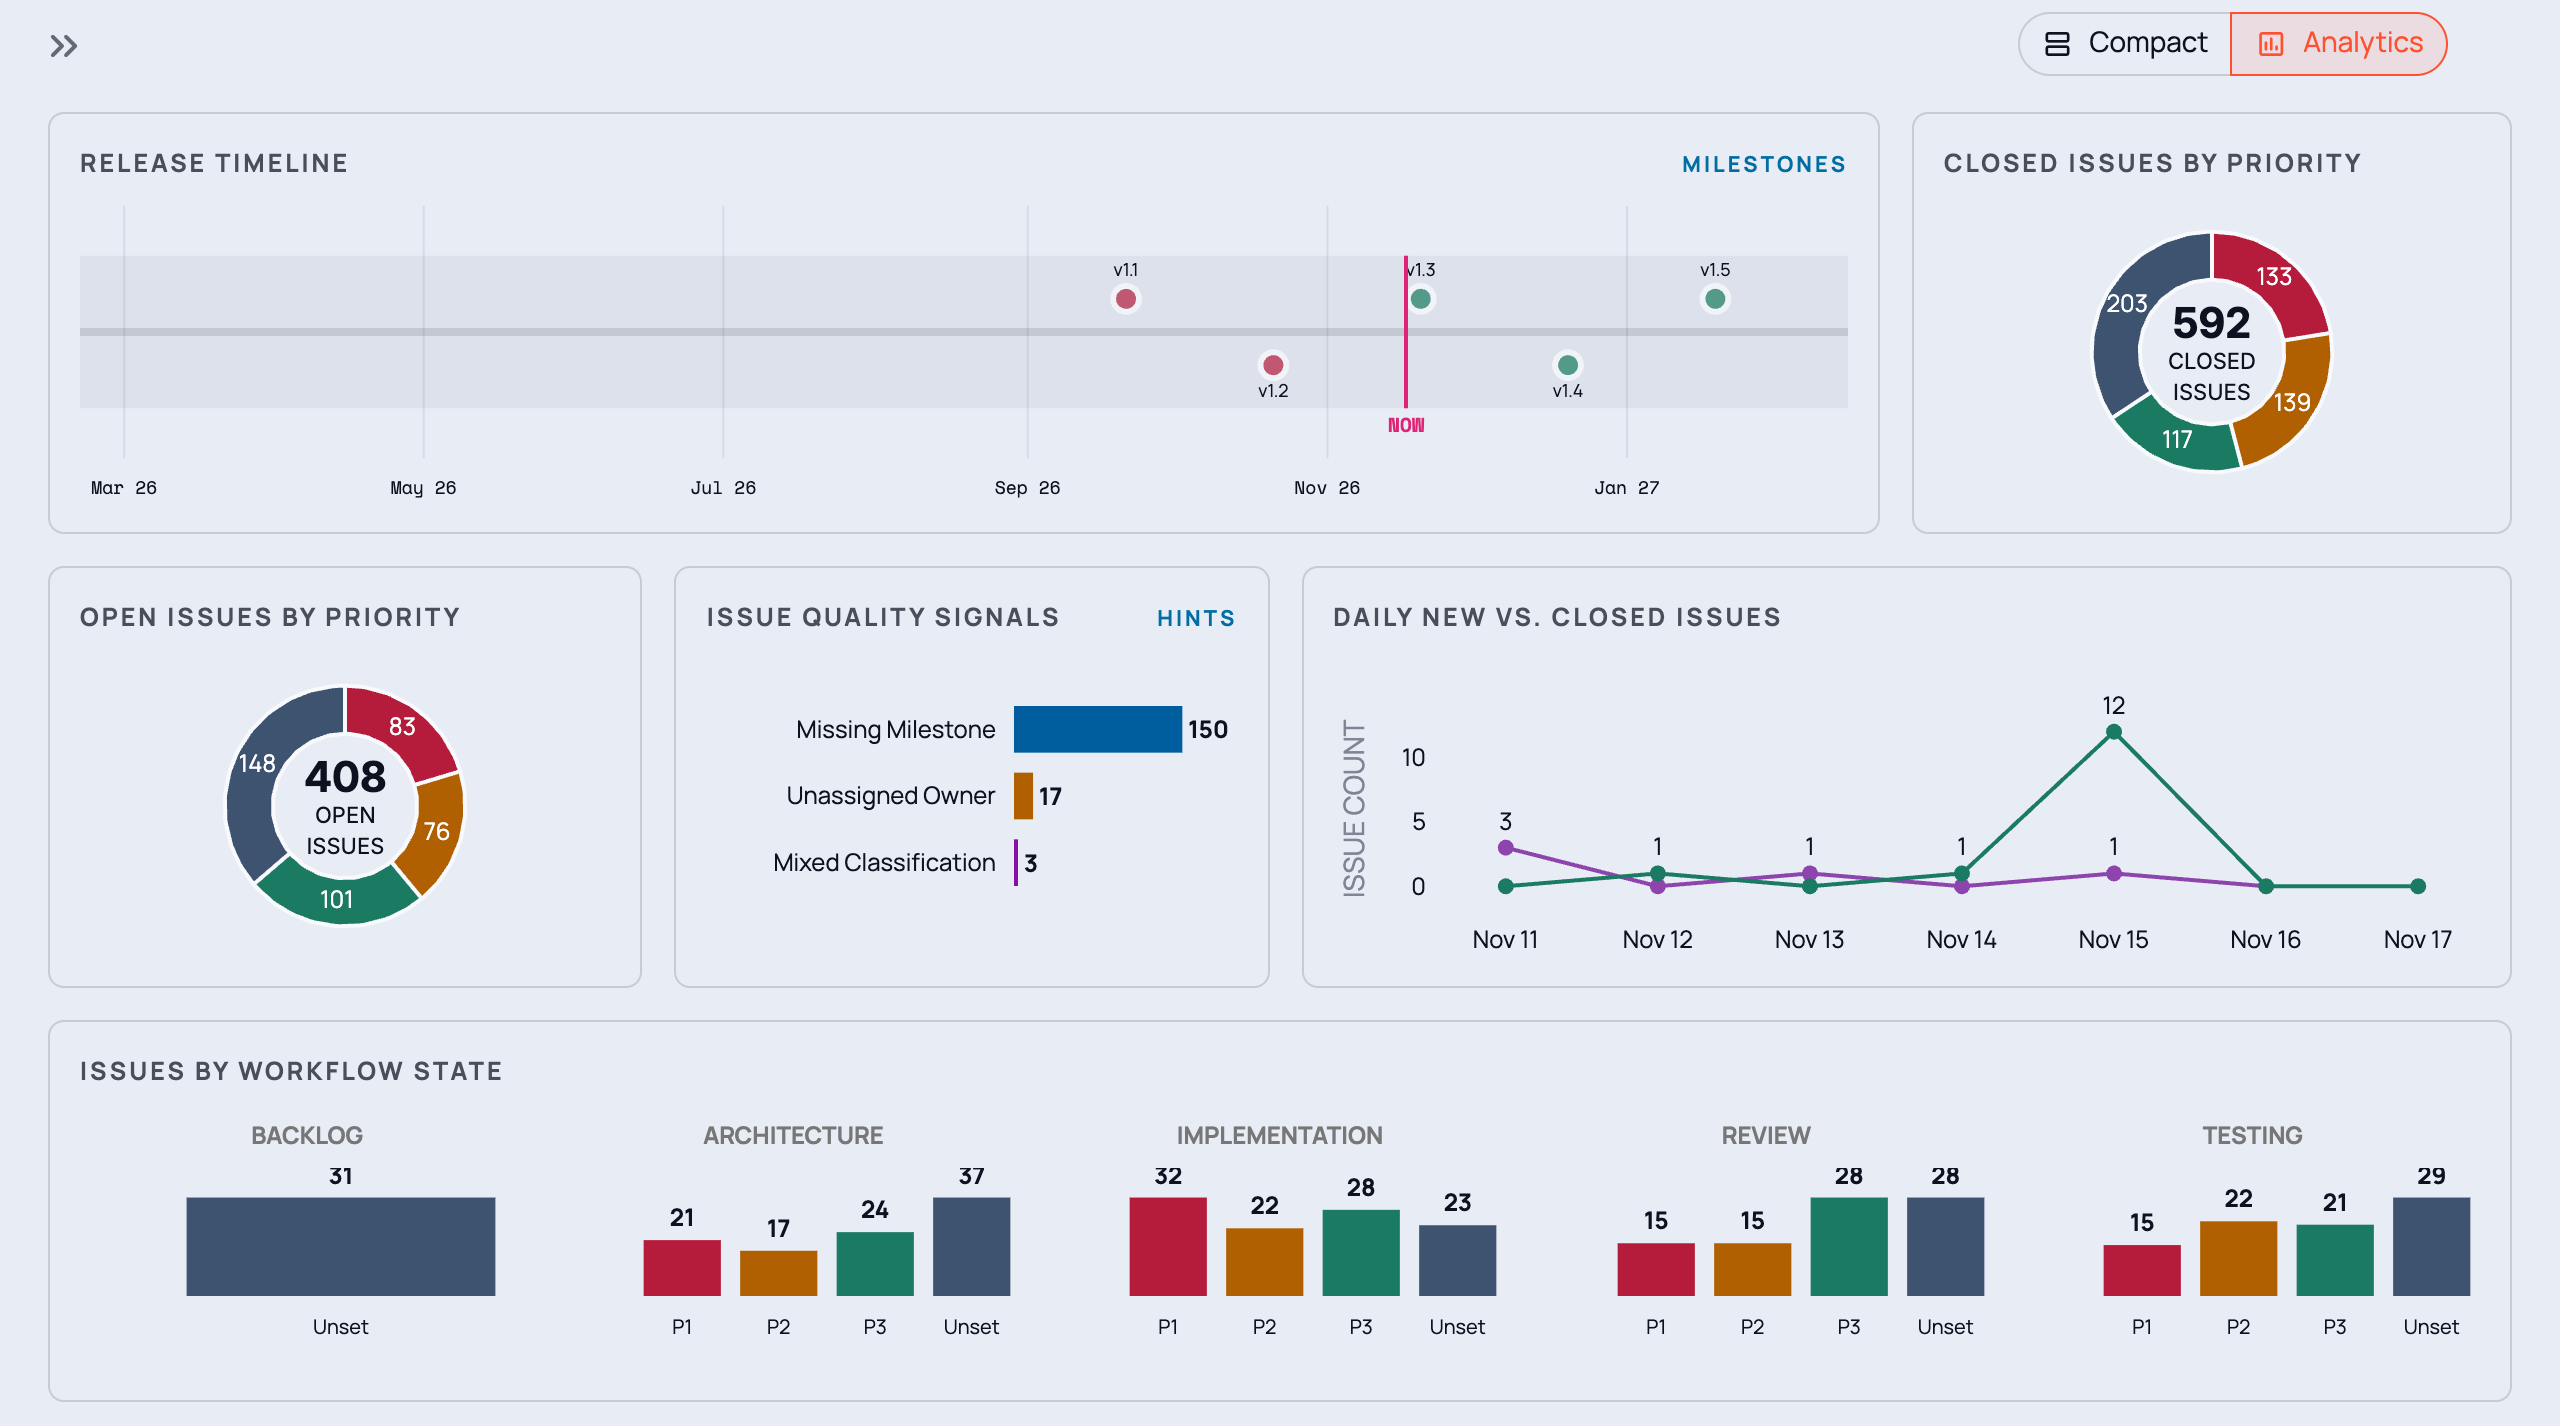 Compact
Analytics
RELEASE TIMELINE
MILESTONES
v1.1
v1.3
v1.5
v1.2
v1.4
NOW
Mar 26
May 26
Jul 26
Sep 26
Nov 26
Jan 27
CLOSED ISSUES BY PRIORITY
133
203
592
CLOSED
ISSUES
139
117
OPEN ISSUES BY PRIORITY
83
148
408
OPEN
ISSUES
76
101
ISSUE QUALITY SIGNALS
HINTS
Missing Milestone
150
Unassigned Owner
17
Mixed Classification
3
DAILY NEW VS. CLOSED ISSUES
ISSUE COUNT
10
5
0
3
1
1
1
12
1
Nov 11
Nov 12
Nov 13
Nov 14
Nov 15
Nov 16
Nov 17
ISSUES BY WORKFLOW STATE
BACKLOG
31
Unset
ARCHITECTURE
21
17
24
37
P1
P2
P3
Unset
IMPLEMENTATION
32
22
28
23
P1
P2
P3
Unset
REVIEW
15
15
28
28
P1
P2
P3
Unset
TESTING
15
22
21
29
P1
P2
P3
Unset